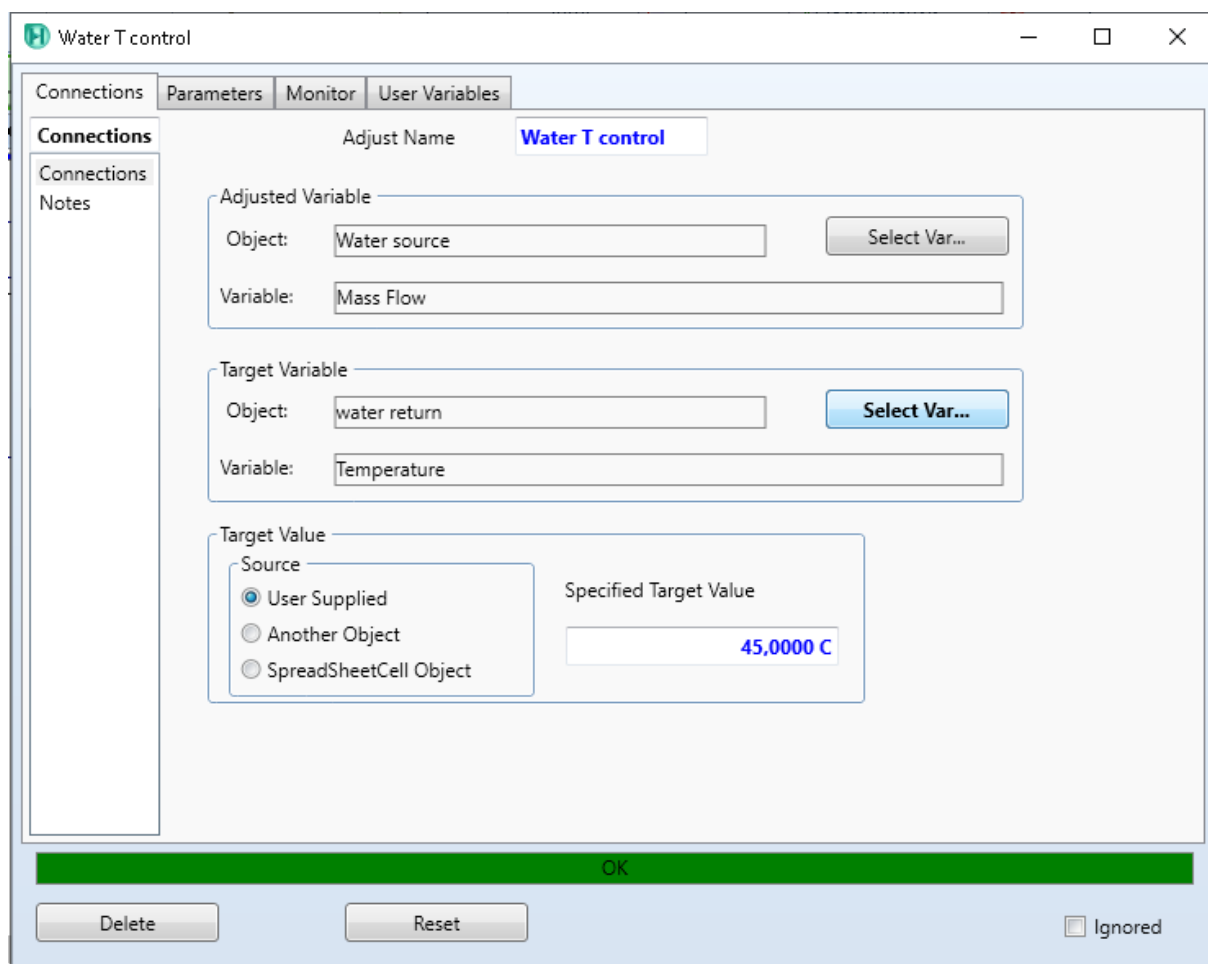 Water T control
Connections Parameters Monitor User Variables
Connections
Connections
Notes
Adjust Name Water T control
Adjusted Variable
Object: Water source Select Var...
Variable: Mass Flow
Target Variable
Object: water return Select Var...
Variable: Temperature
Target Value
Source
User Supplied
Another Object
SpreadSheetCell Object
Specified Target Value
45,0000 C
OK
Delete Reset Ignored